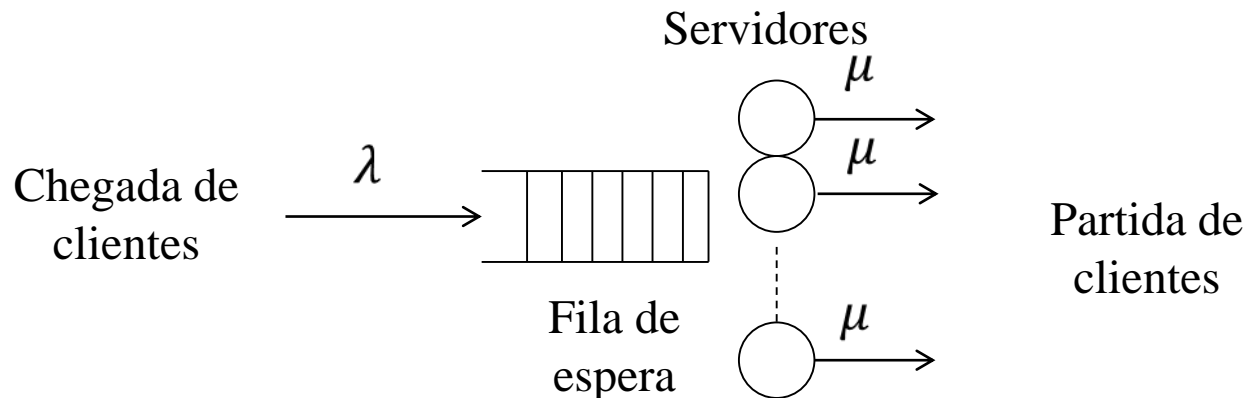 Servidores
μ
μ
λ
Chegada de
clientes
Partida de
clientes
Fila de
espera
μ